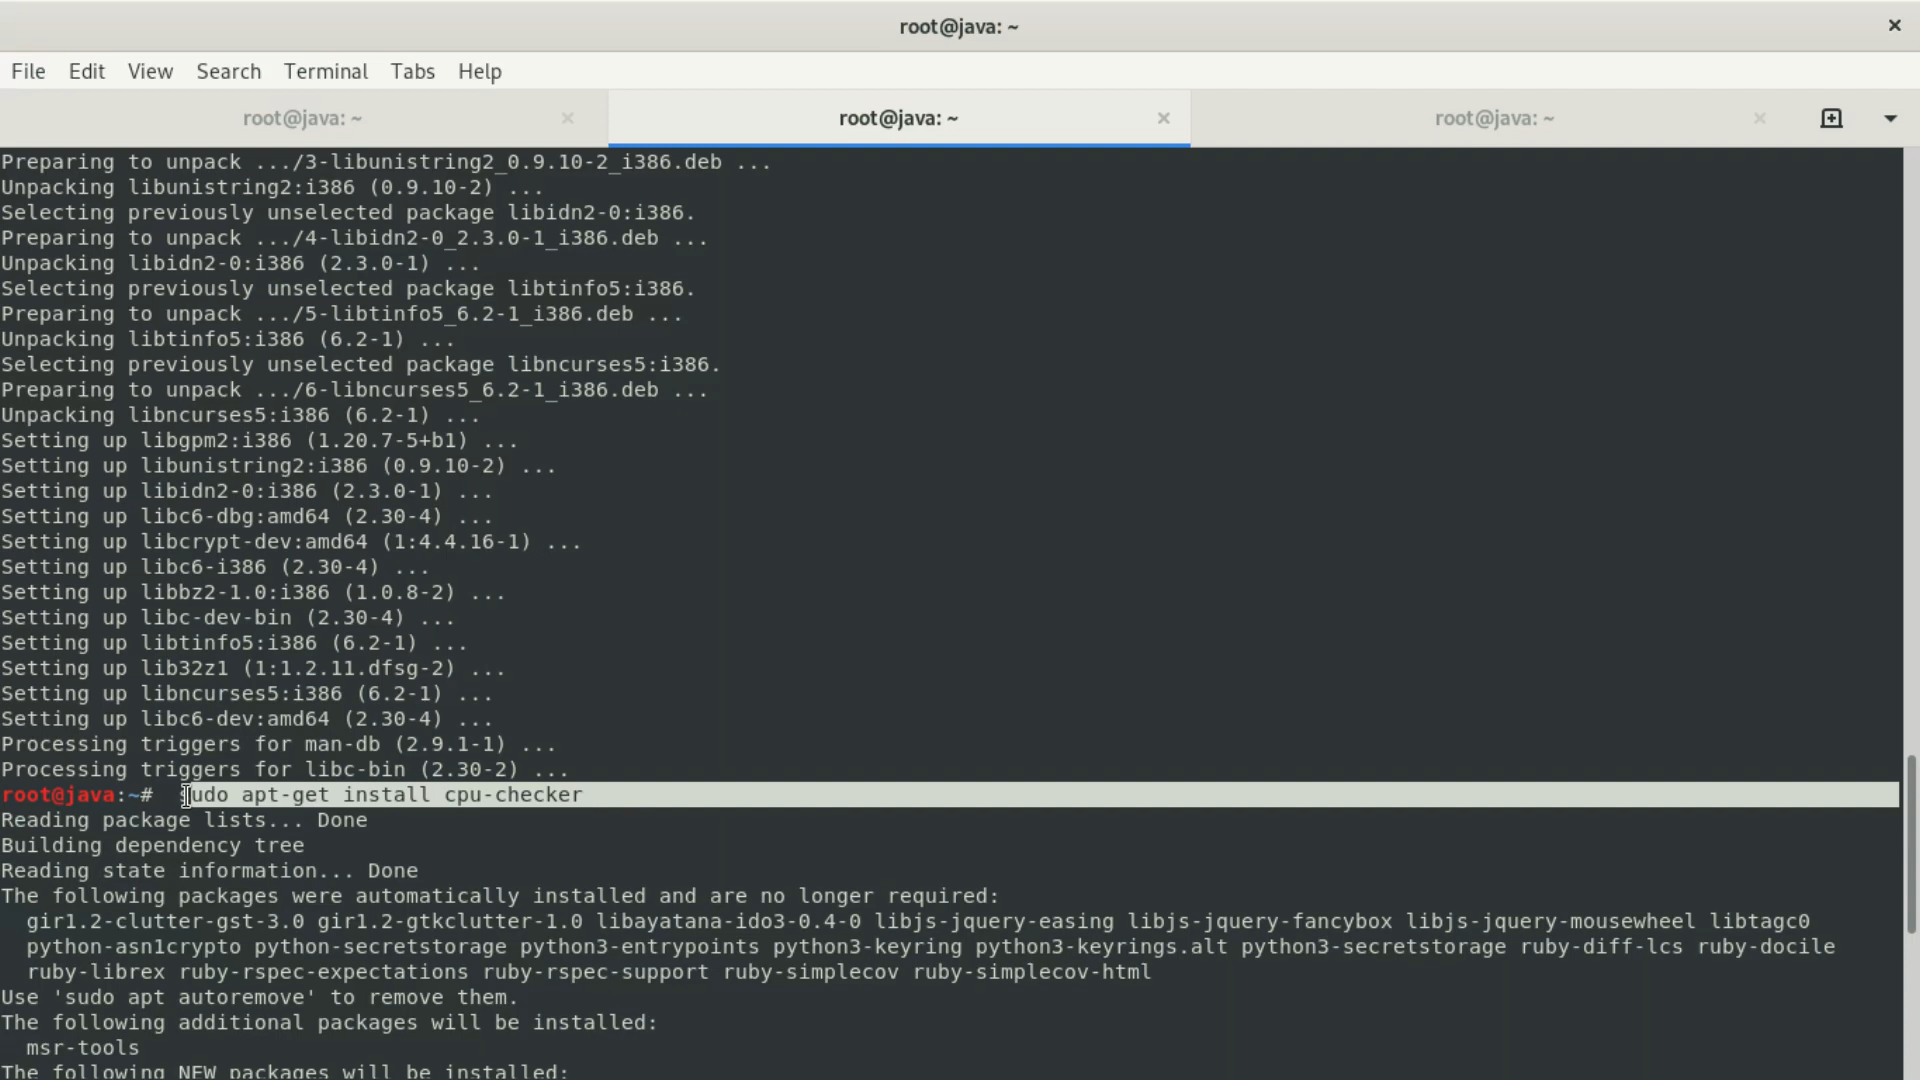 root@java: ~
File Edit View Search Terminal Tabs Help
root@java: ~ root@java: ~ root@java: ~
Preparing to unpack .../3-libunistring2_0.9.10-2_i386.deb ...
Unpacking libunistring2:i386 (0.9.10-2) ...
Selecting previously unselected package libidn2-0:i386.
Preparing to unpack .../4-libidn2-0_2.3.0-1_i386.deb ...
Unpacking libidn2-0:i386 (2.3.0-1) ...
Selecting previously unselected package libtinfo5:i386.
Preparing to unpack .../5-libtinfo5_6.2-1_i386.deb ...
Unpacking libtinfo5:i386 (6.2-1) ...
Selecting previously unselected package libncurses5:i386.
Preparing to unpack .../6-libncurses5_6.2-1_i386.deb ...
Unpacking libncurses5:i386 (6.2-1) ...
Setting up libgpm2:i386 (1.20.7-5+b1) ...
Setting up libunistring2:i386 (0.9.10-2) ...
Setting up libidn2-0:i386 (2.3.0-1) ...
Setting up libc6-dbg:amd64 (2.30-4) ...
Setting up libcrypt-dev:amd64 (1:4.4.16-1) ...
Setting up libc6-i386 (2.30-4) ...
Setting up libbz2-1.0:i386 (1.0.8-2) ...
Setting up libc-dev-bin (2.30-4) ...
Setting up libtinfo5:i386 (6.2-1) ...
Setting up lib32z1 (1:1.2.11.dfsg-2) ...
Setting up libncurses5:i386 (6.2-1) ...
Setting up libc6-dev:amd64 (2.30-4) ...
Processing triggers for man-db (2.9.1-1) ...
Processing triggers for libc-bin (2.30-2) ...
root@java:~#  sudo apt-get install cpu-checker
Reading package lists... Done
Building dependency tree
Reading state information... Done
The following packages were automatically installed and are no longer required:
  gir1.2-clutter-gst-3.0 gir1.2-gtkclutter-1.0 libayatana-ido3-0.4-0 libjs-jquery-easing libjs-jquery-fancybox libjs-jquery-mousewheel libtagc0
  python-asn1crypto python-secretstorage python3-entrypoints python3-keyring python3-keyrings.alt python3-secretstorage ruby-diff-lcs ruby-docile
  ruby-librex ruby-rspec-expectations ruby-rspec-support ruby-simplecov ruby-simplecov-html
Use 'sudo apt autoremove' to remove them.
The following additional packages will be installed:
  msr-tools
The following NEW packages will be installed: